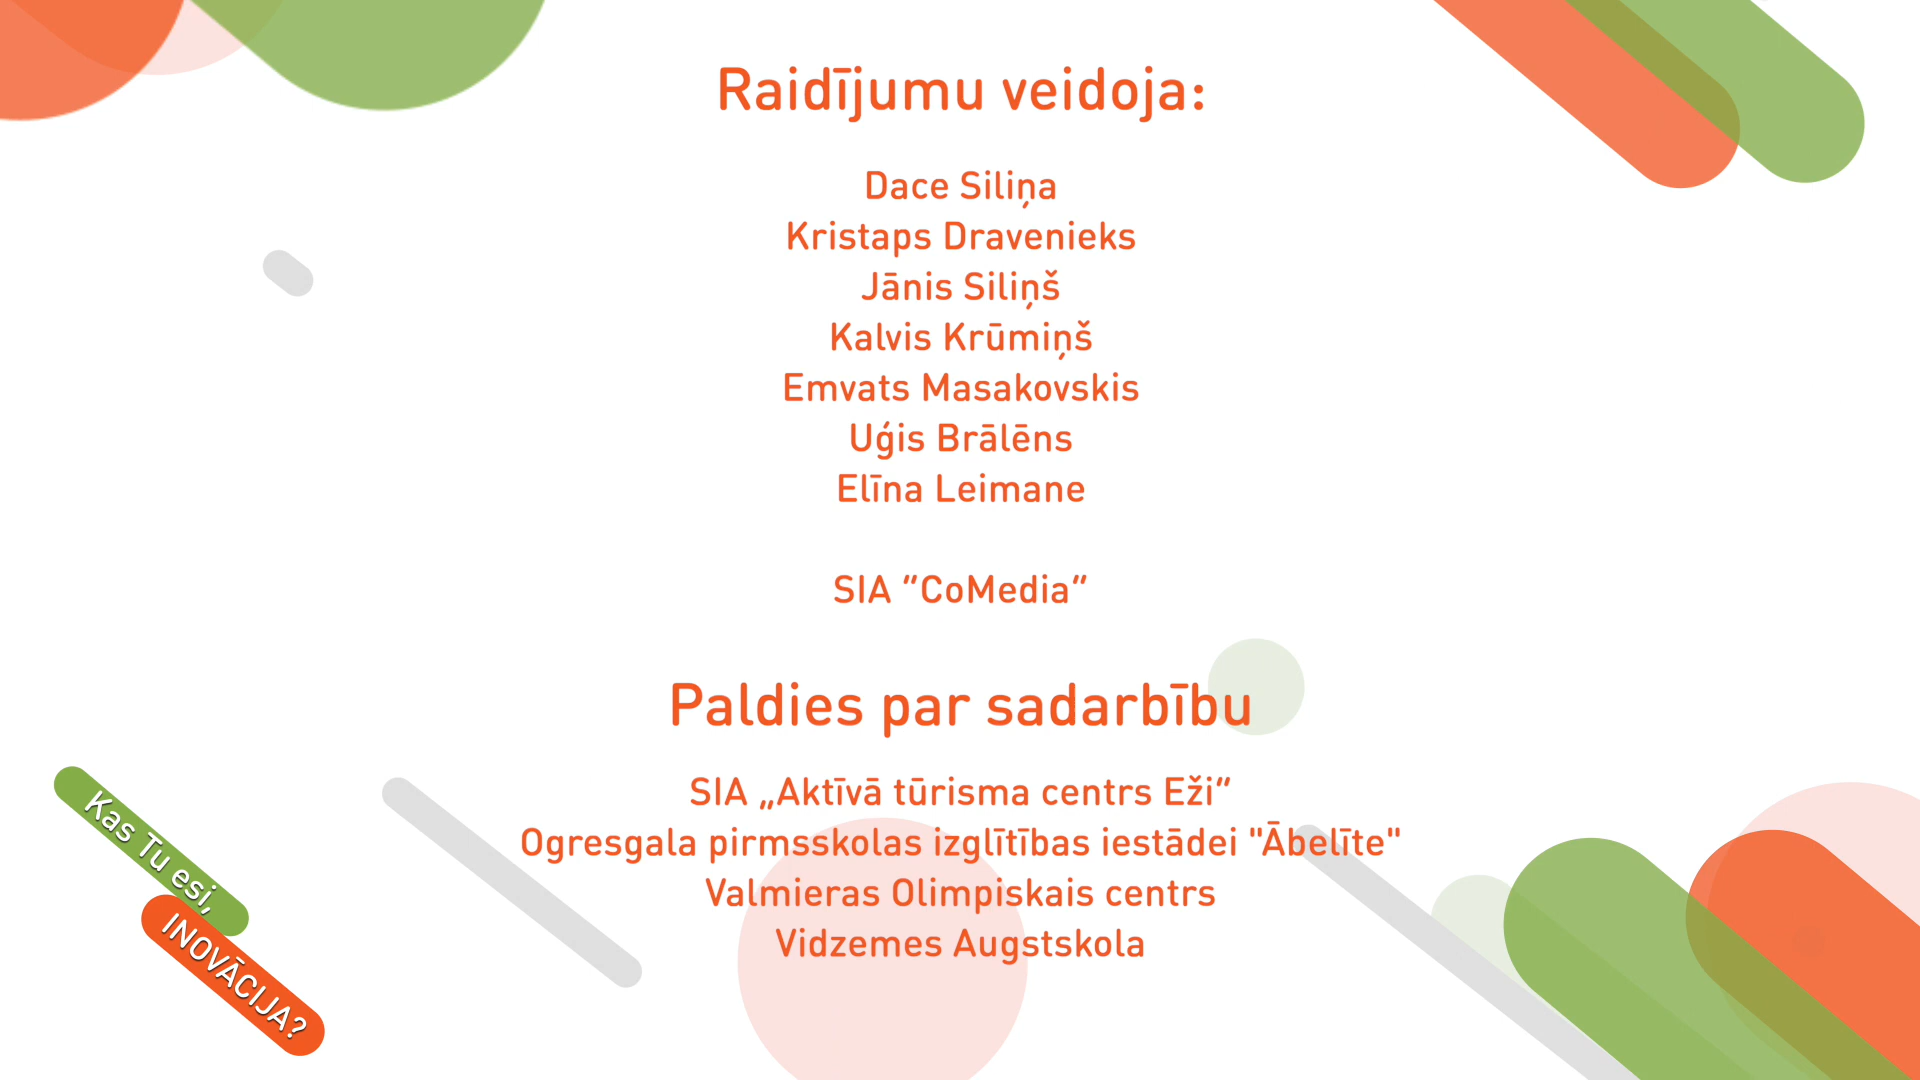 Raidījumu veidoja:
Dace Siliņa
Kristaps Dravenieks
Jānis Siliņš
Kalvis Krūmiņš
Emvats Masakovskis
Uģis Brālēns
Elīna Leimane
SIA ”CoMedia”
Paldies par sadarbību
SIA „Aktīvā tūrisma centrs Eži”
Ogresgala pirmsskolas izglītības iestādei "Ābelīte"
Valmieras Olimpiskais centrs
Vidzemes Augstskola
Kas Tu esi,
INOVĀCIJA?